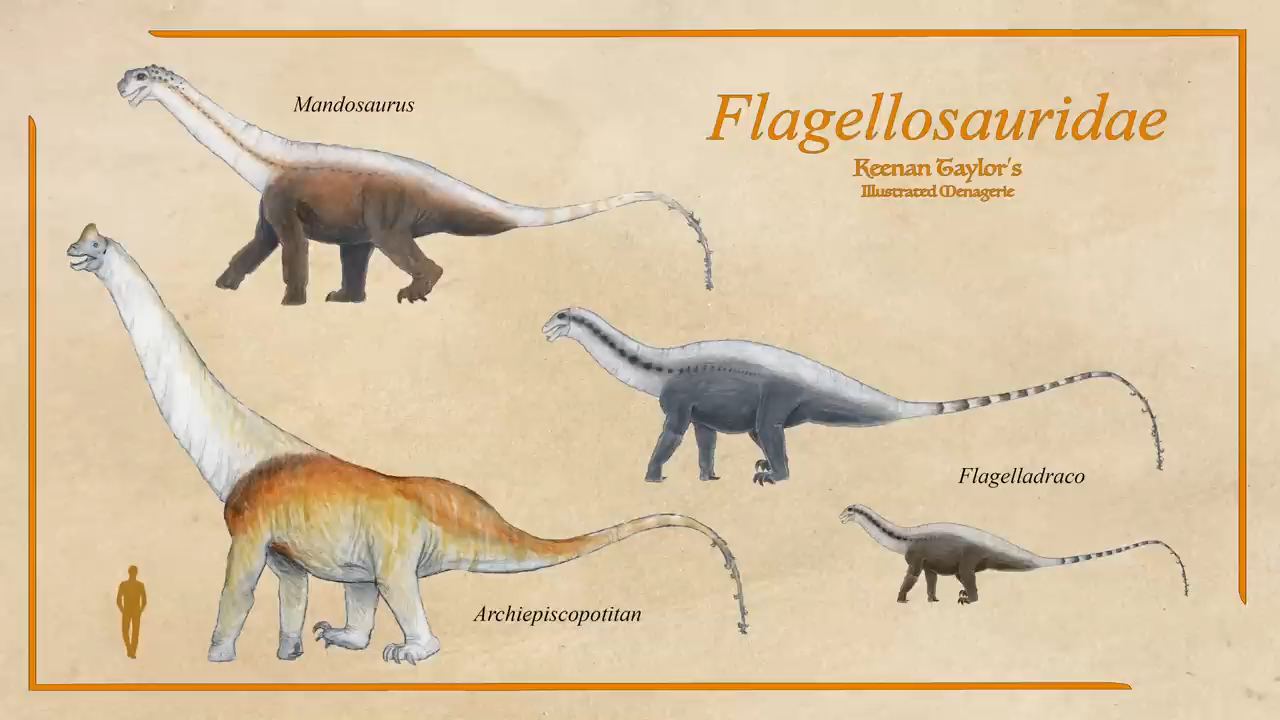 Flagellosauridae
Keenan Taylor's
Illustrated Menagerie
Mandosaurus
Flagelladraco
Archiepiscopotitan